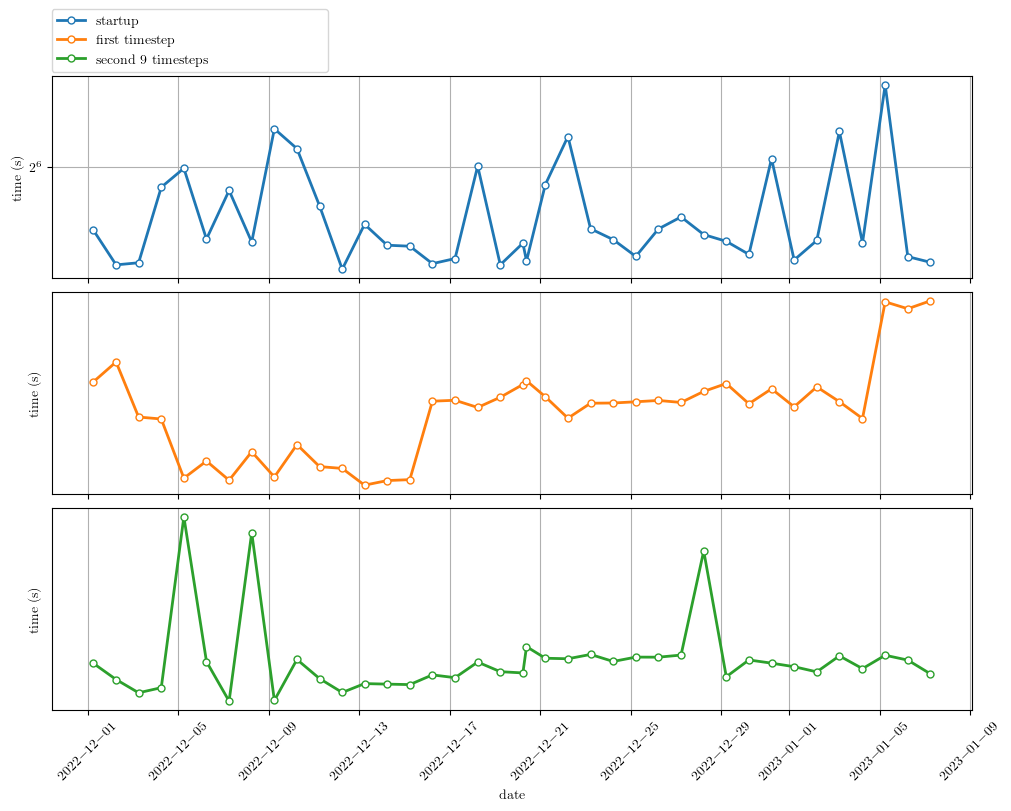 startup
first timestep
second 9 timesteps
time (s)
2⁶
time (s)
time (s)
2022−12−01
2022−12−05
2022−12−09
2022−12−13
2022−12−17
2022−12−21
2022−12−25
2022−12−29
2023−01−01
2023−01−05
2023−01−09
date